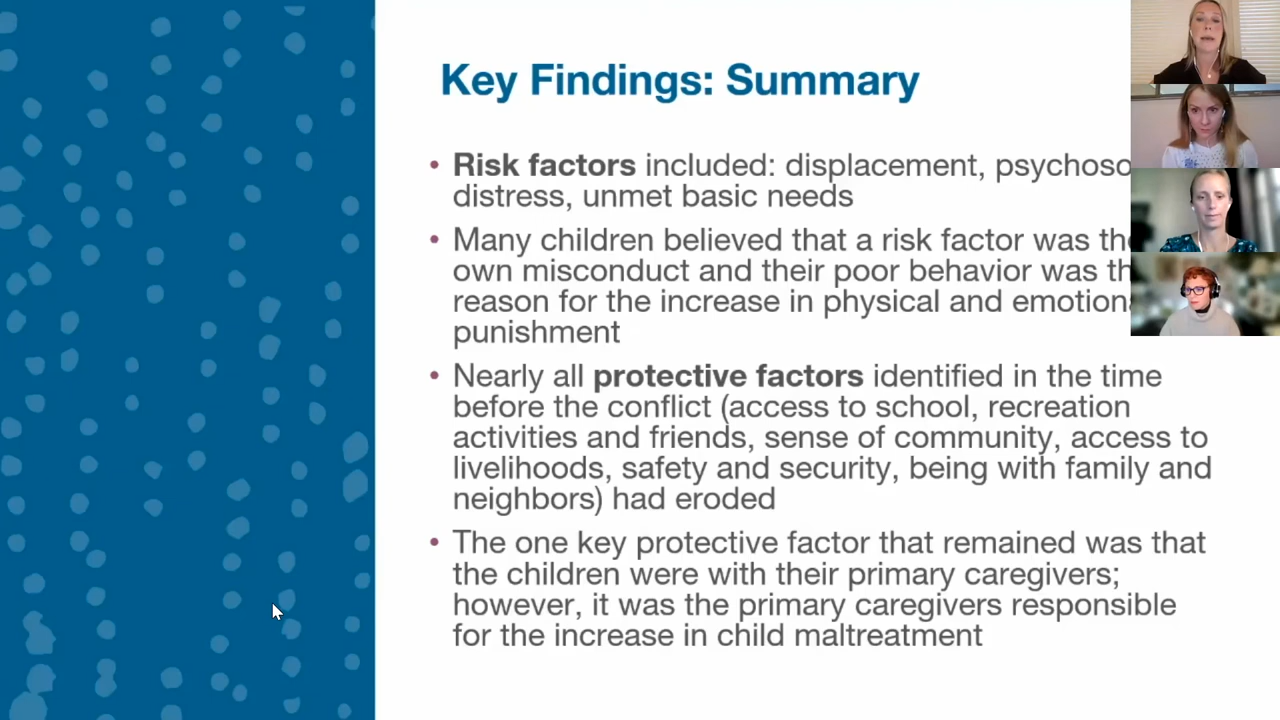 Key Findings: Summary
• Risk factors included: displacement, psychoso
distress, unmet basic needs
• Many children believed that a risk factor was the
own misconduct and their poor behavior was th
reason for the increase in physical and emotion
punishment
• Nearly all protective factors identified in the time
before the conflict (access to school, recreation
activities and friends, sense of community, access to
livelihoods, safety and security, being with family and
neighbors) had eroded
• The one key protective factor that remained was that
the children were with their primary caregivers;
however, it was the primary caregivers responsible
for the increase in child maltreatment